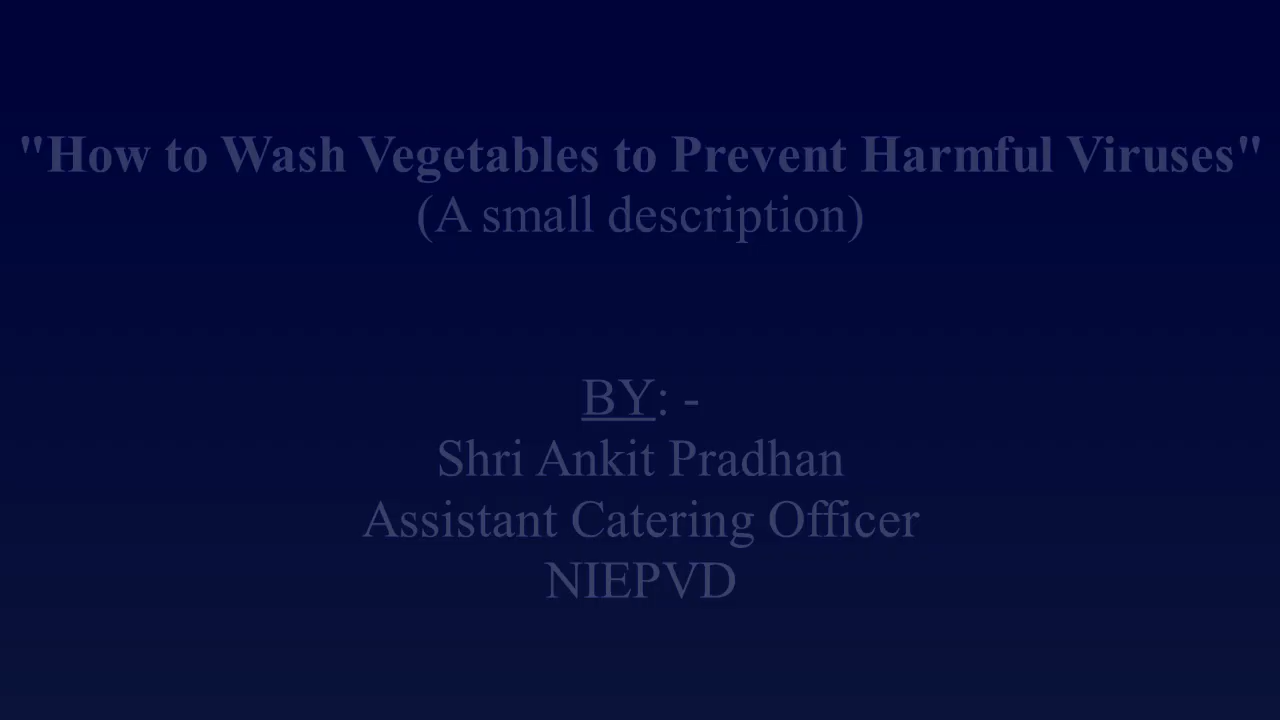 "How to Wash Vegetables to Prevent Harmful Viruses"
(A small description)
BY: -
Shri Ankit Pradhan
Assistant Catering Officer
NIEPVD